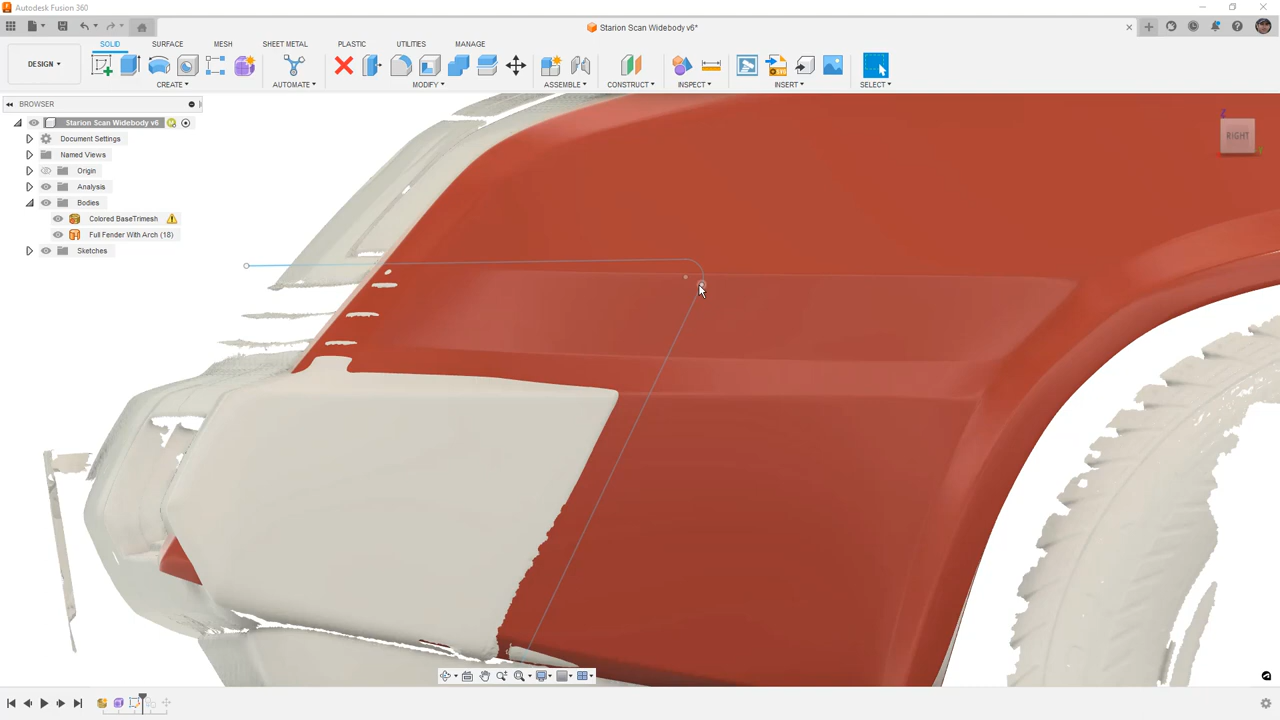 Autodesk Fusion 360
Starion Scan Widebody v6*
SOLID SURFACE MESH SHEET METAL PLASTIC UTILITIES MANAGE
DESIGN
CREATE AUTOMATE MODIFY ASSEMBLE CONSTRUCT INSPECT INSERT SELECT
BROWSER
Starion Scan Widebody v6
Document Settings
Named Views
Origin
Analysis
Bodies
Colored BaseTrimesh
Full Fender With Arch (18)
Sketches
Z
RIGHT